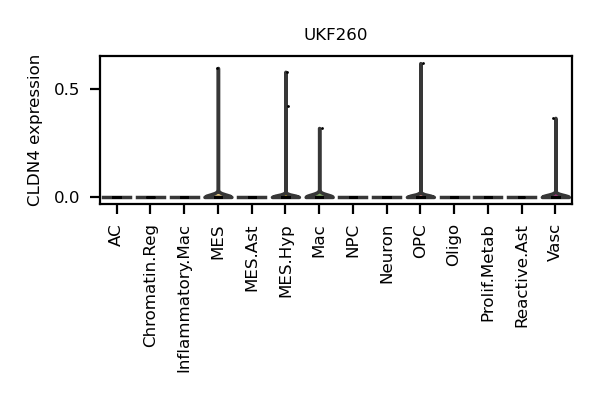 UKF260
CLDN4 expression
0.5
0.0
AC
Chromatin.Reg
Inflammatory.Mac
MES
MES.Ast
MES.Hyp
Mac
NPC
Neuron
OPC
Oligo
Prolif.Metab
Reactive.Ast
Vasc